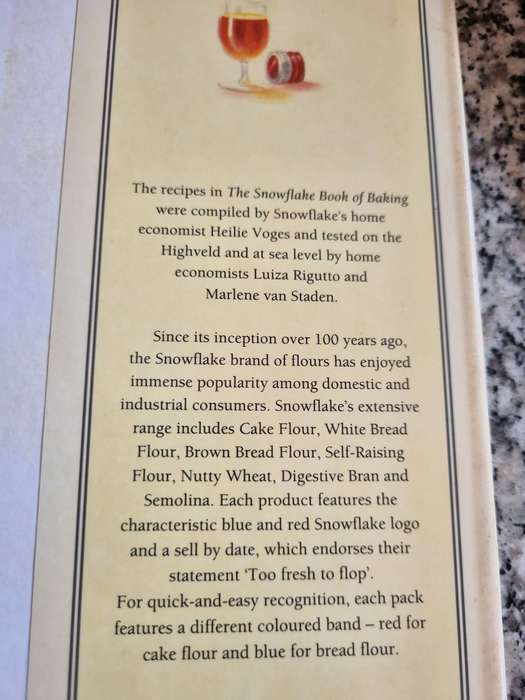 The recipes in The Snowflake Book of Baking
were compiled by Snowflake's home
economist Heilie Voges and tested on the
Highveld and at sea level by home
economists Luiza Rigutto and
Marlene van Staden.
Since its inception over 100 years ago,
the Snowflake brand of flours has enjoyed
immense popularity among domestic and
industrial consumers. Snowflake's extensive
range includes Cake Flour, White Bread
Flour, Brown Bread Flour, Self-Raising
Flour, Nutty Wheat, Digestive Bran and
Semolina. Each product features the
characteristic blue and red Snowflake logo
and a sell by date, which endorses their
statement 'Too fresh to flop'.
For quick-and-easy recognition, each pack
features a different coloured band – red for
cake flour and blue for bread flour.